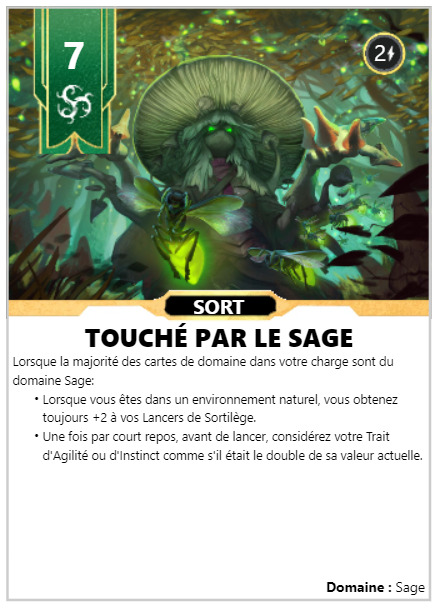 7
2
SORT
TOUCHÉ PAR LE SAGE
Lorsque la majorité des cartes de domaine dans votre charge sont du
domaine Sage:
• Lorsque vous êtes dans un environnement naturel, vous obtenez
toujours +2 à vos Lancers de Sortilège.
• Une fois par court repos, avant de lancer, considérez votre Trait
d'Agilité ou d'Instinct comme s'il était le double de sa valeur actuelle.
Domaine : Sage